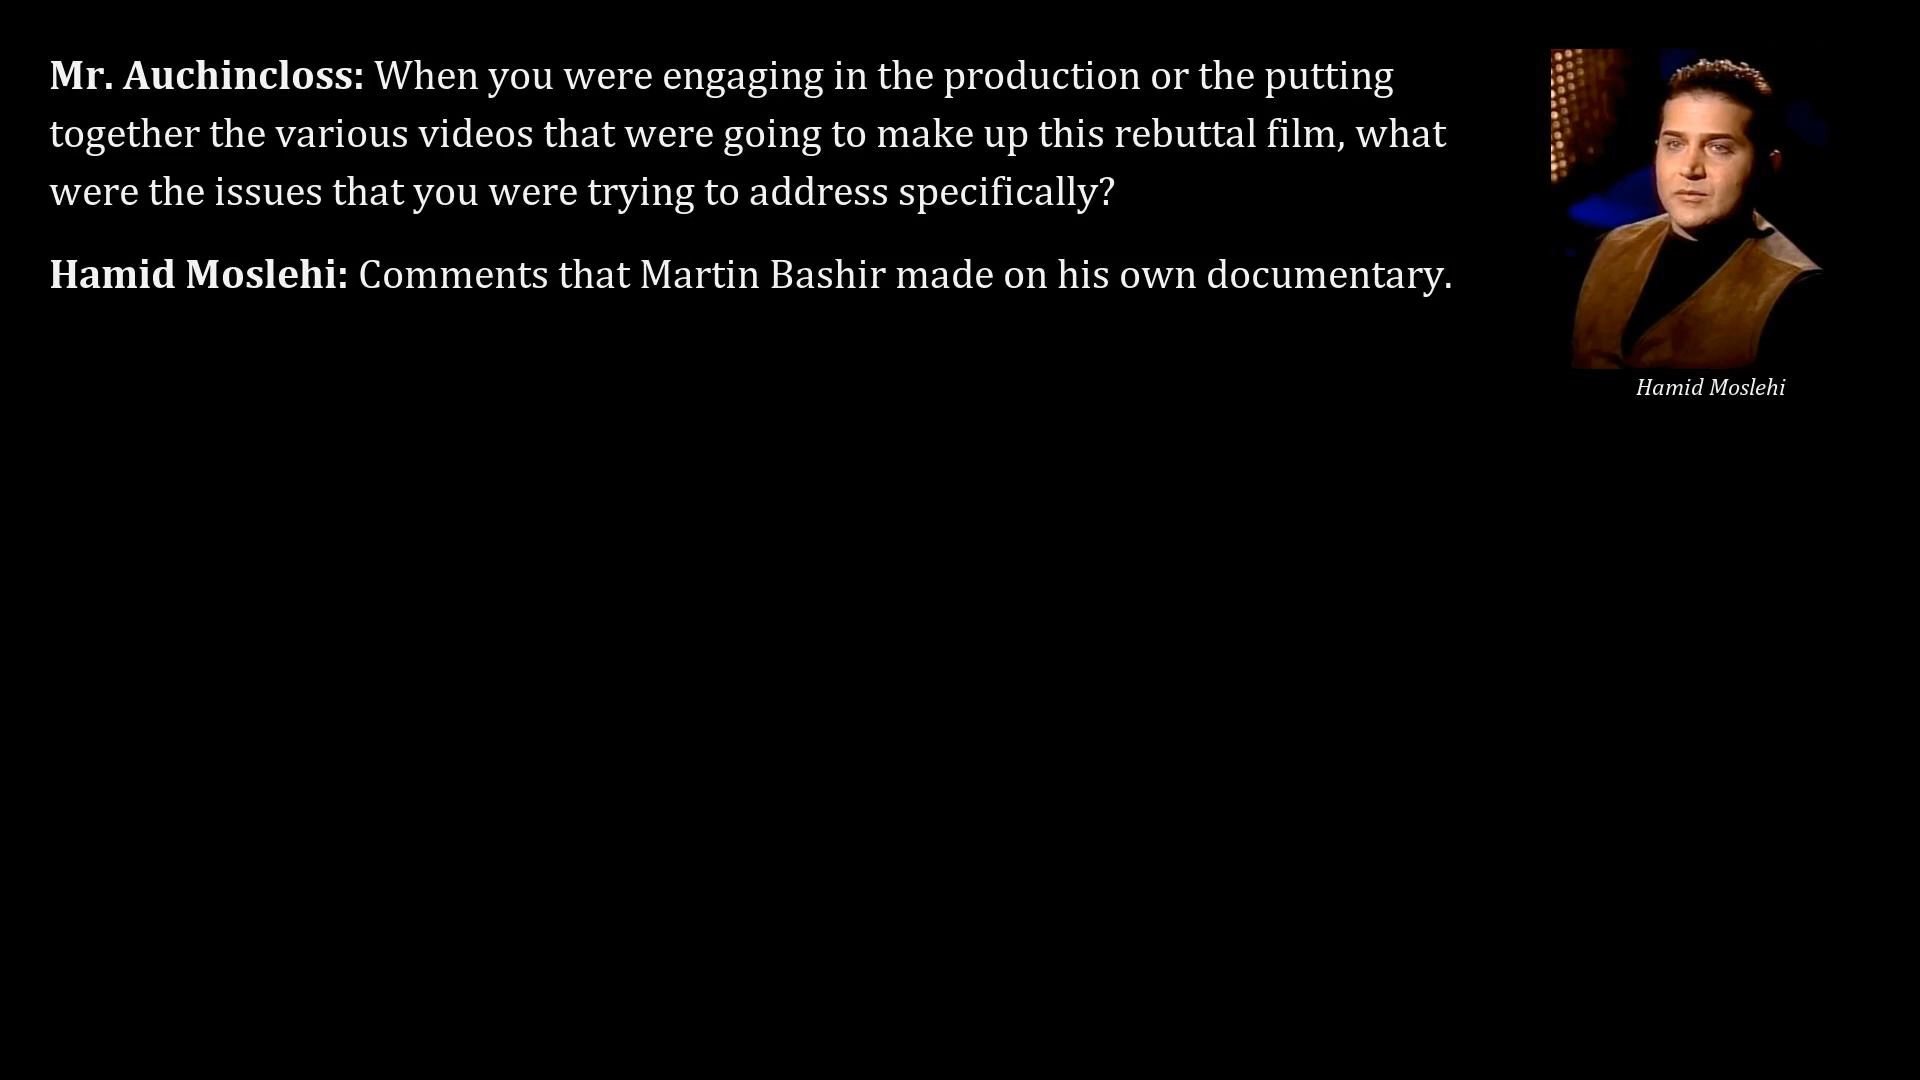 Mr. Auchincloss: When you were engaging in the production or the putting
together the various videos that were going to make up this rebuttal film, what
were the issues that you were trying to address specifically?
Hamid Moslehi: Comments that Martin Bashir made on his own documentary.
Hamid Moslehi